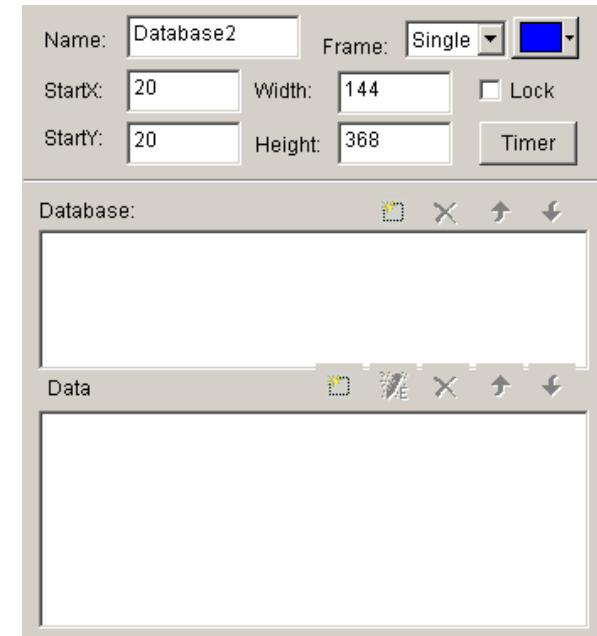 Name: Database2 Frame: Single
StartX: 20 Width: 144 Lock
StartY: 20 Height: 368 Timer
Database:
Data